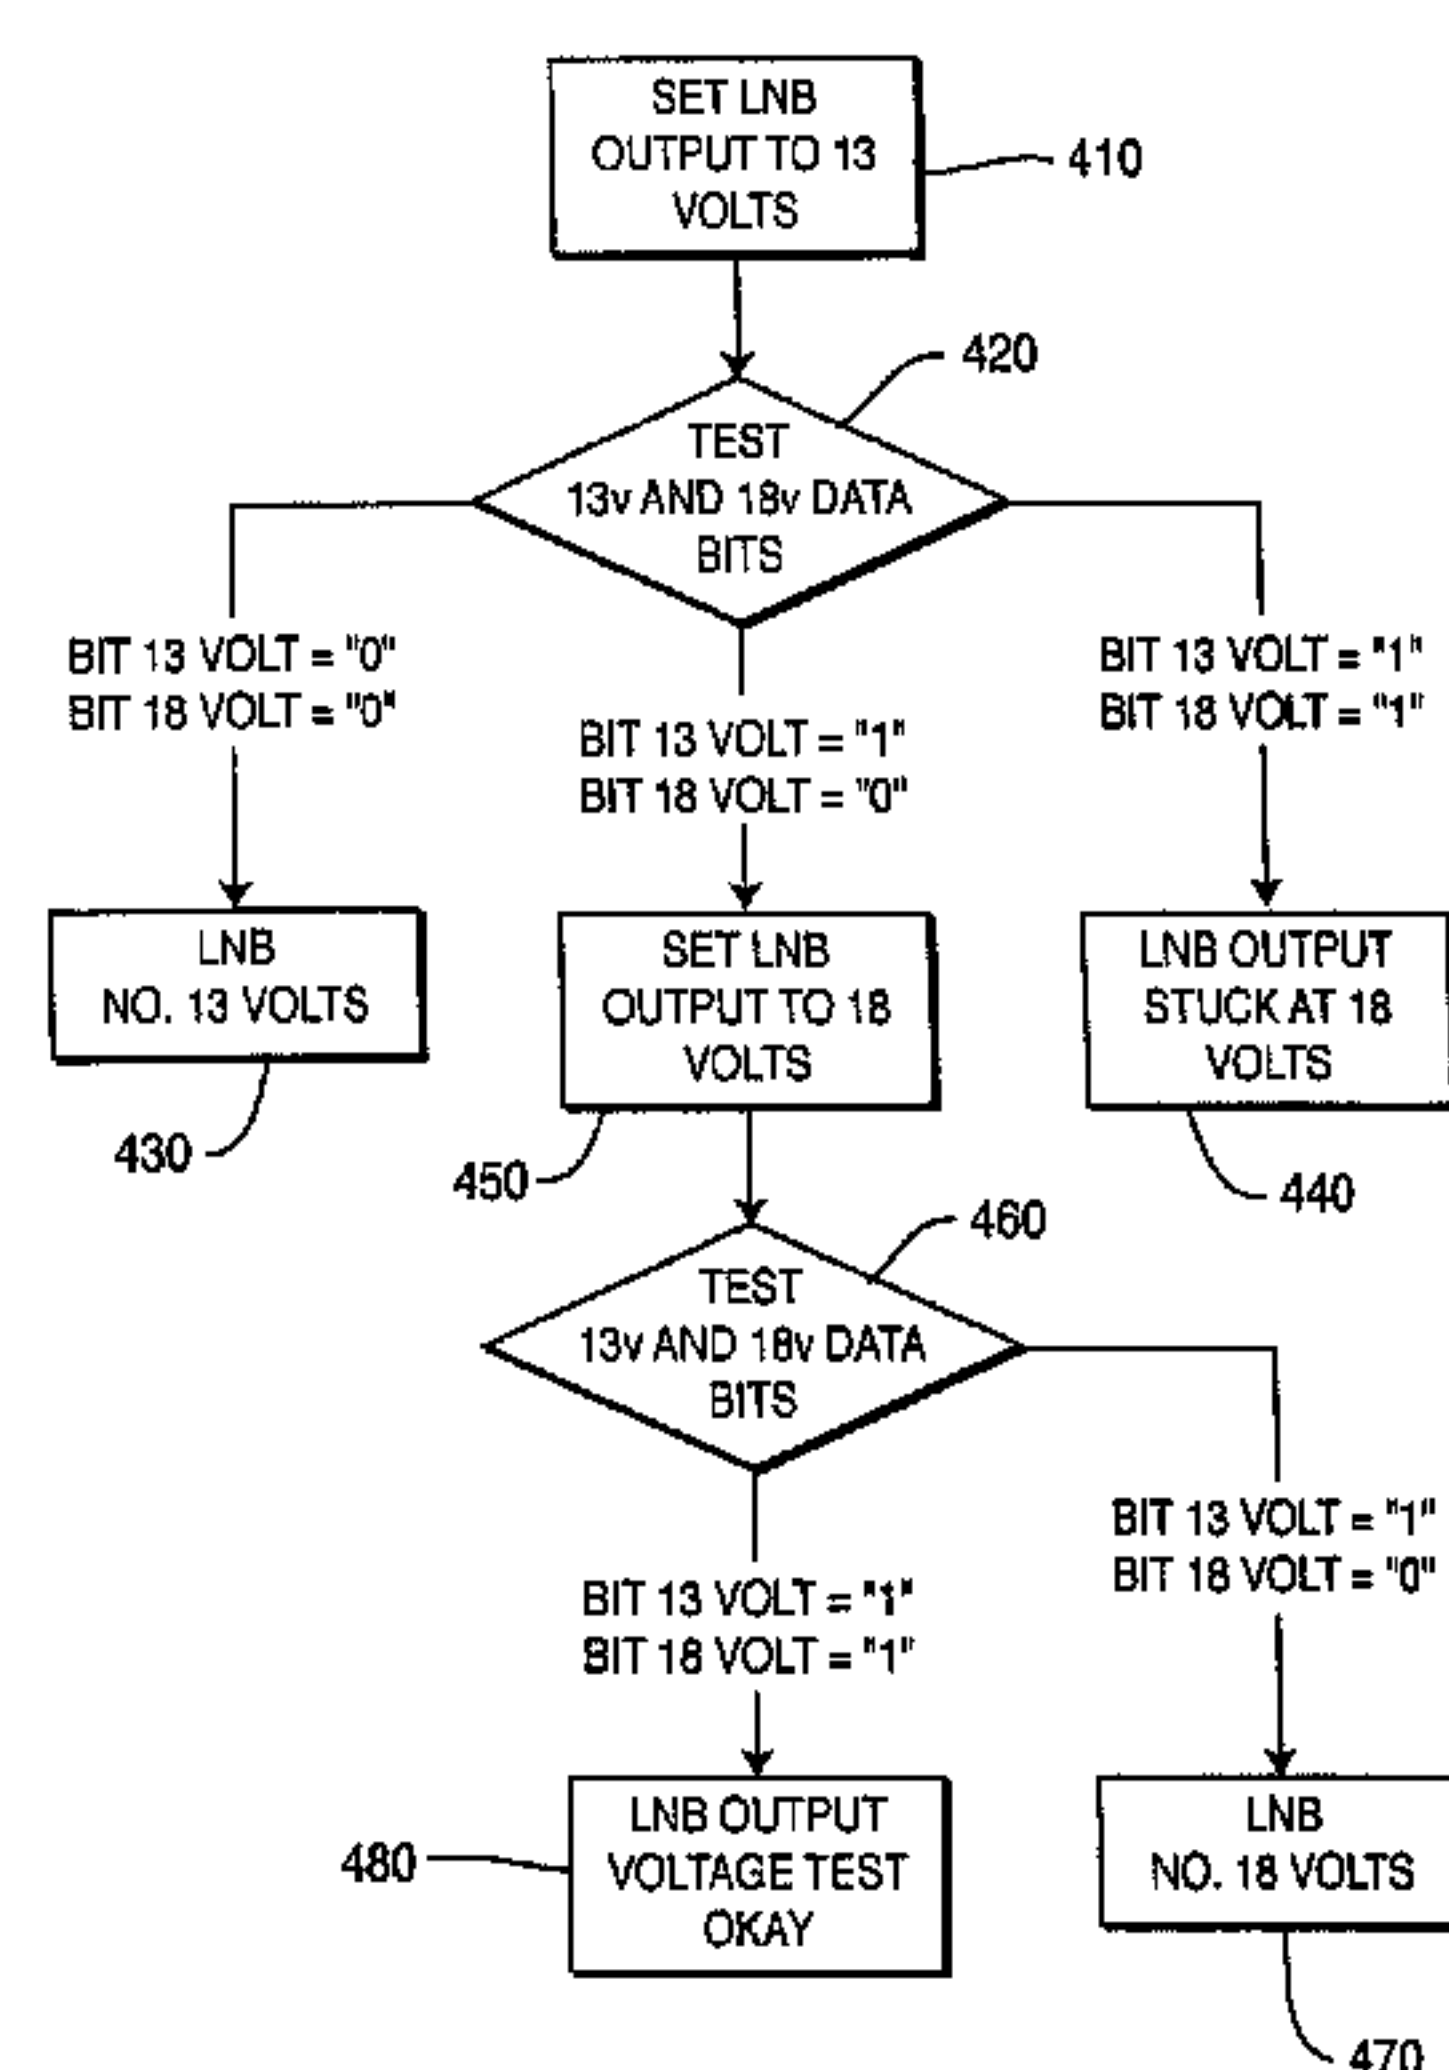 SET LNB
OUTPUT TO 13
VOLTS
410
420
TEST
13v AND 18v DATA
BITS
BIT 13 VOLT = "0"
BIT 18 VOLT = "0"
BIT 13 VOLT = "1"
BIT 18 VOLT = "0"
BIT 13 VOLT = "1"
BIT 18 VOLT = "1"
LNB
NO. 13 VOLTS
430
SET LNB
OUTPUT TO 18
VOLTS
450
LNB OUTPUT
STUCK AT 18
VOLTS
440
460
TEST
13v AND 18v DATA
BITS
BIT 13 VOLT = "1"
BIT 18 VOLT = "1"
BIT 13 VOLT = "1"
BIT 18 VOLT = "0"
480
LNB OUTPUT
VOLTAGE TEST
OKAY
LNB
NO. 18 VOLTS
470